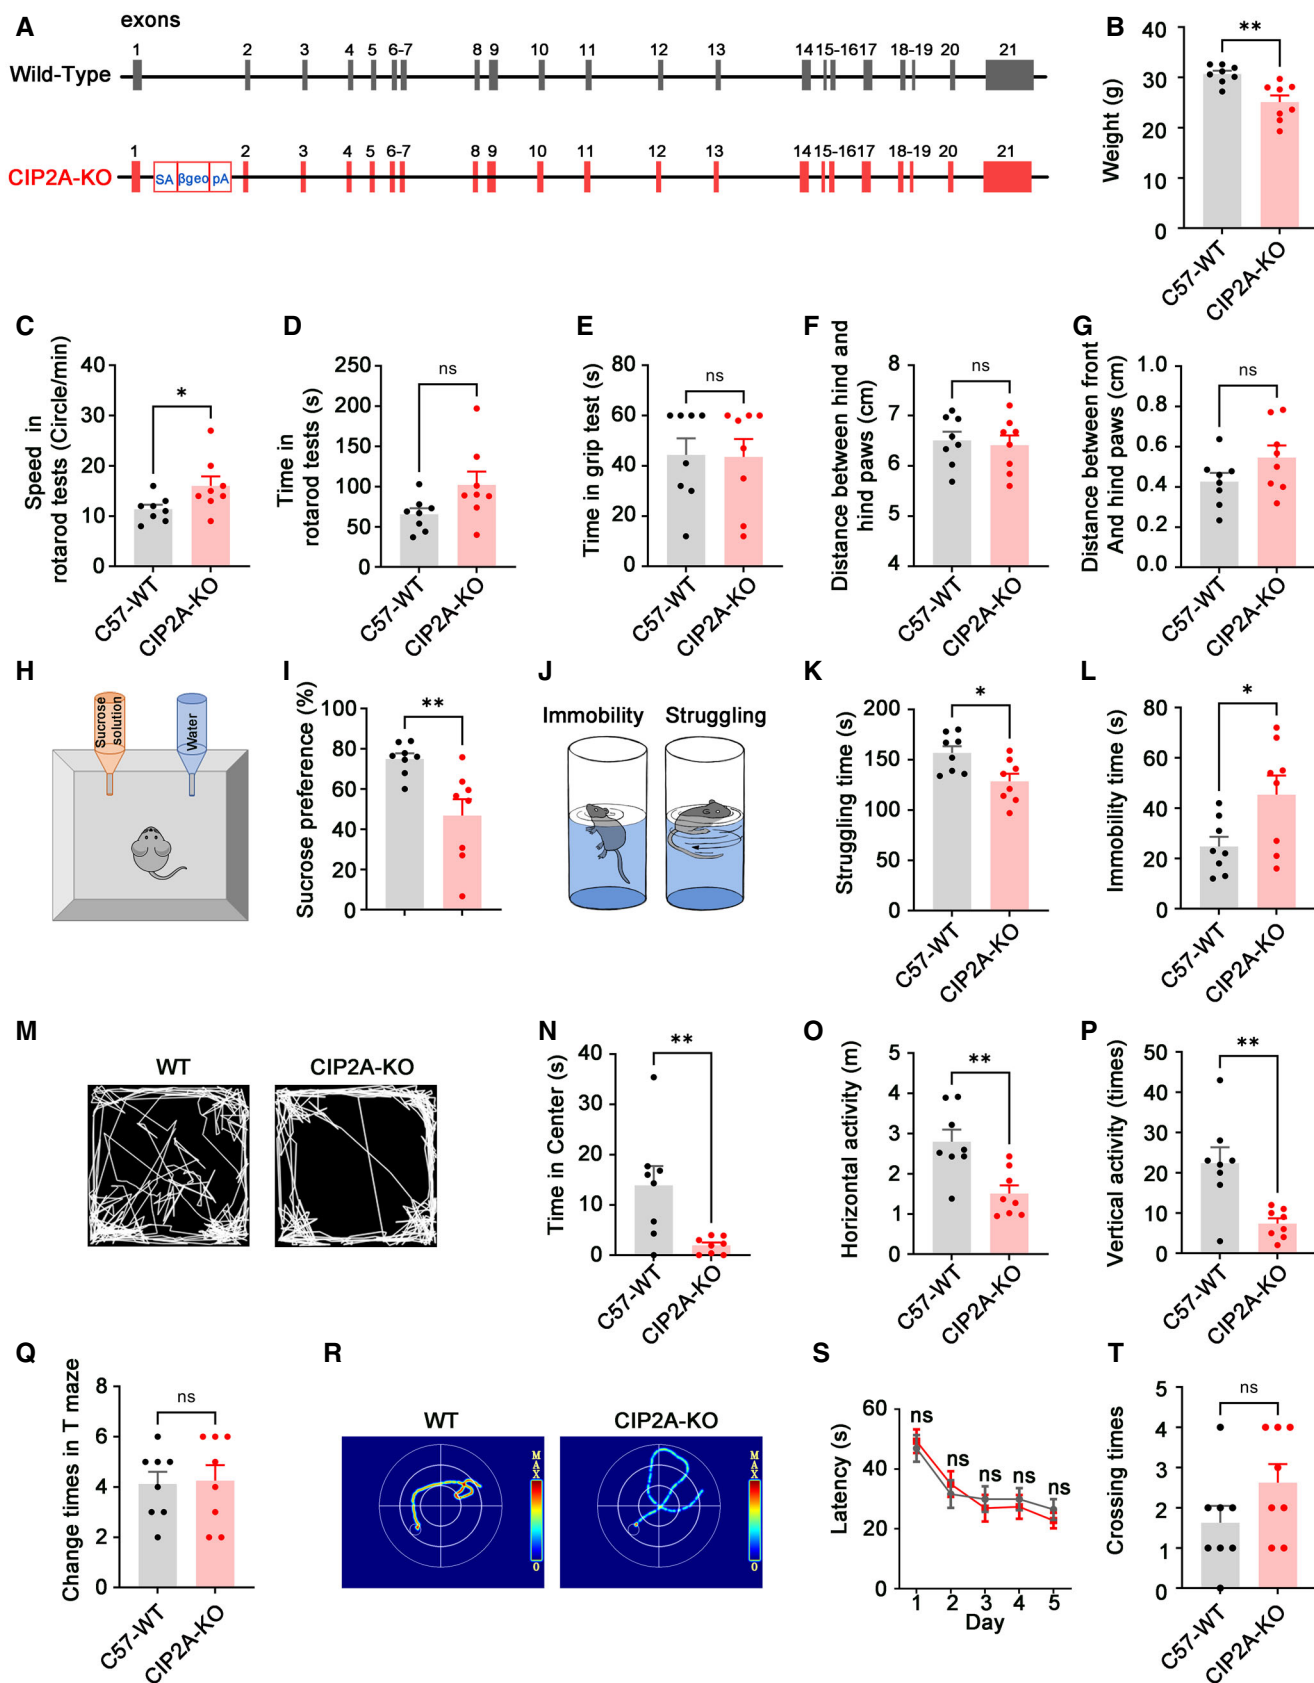 A
exons
1 2 3 4 5 6-7 8 9 10 11 12 13 14 15-16 17 18-19 20 21
Wild-Type
1 2 3 4 5 6-7 8 9 10 11 12 13 14 15-16 17 18-19 20 21
CIP2A-KO SA βgeo pA
B
Weight (g)
40
30
20
10
0
**
C57-WT
CIP2A-KO
C
Speed in
rotarod tests (Circle/min)
40
30
20
10
0
*
C57-WT
CIP2A-KO
D
Time in
rotarod tests (s)
250
200
150
100
50
0
ns
C57-WT
CIP2A-KO
E
Time in grip test (s)
80
60
40
20
0
ns
C57-WT
CIP2A-KO
F
Distance between hind and
hind paws (cm)
8
7
6
5
4
ns
C57-WT
CIP2A-KO
G
Distance between front
And hind paws (cm)
1.0
0.8
0.6
0.4
0.2
0.0
ns
C57-WT
CIP2A-KO
H
Sucrose
solution
Water
I
Sucrose preference (%)
100
80
60
40
20
0
**
J
Immobility Struggling
K
Struggling time (s)
200
150
100
50
0
*
C57-WT
CIP2A-KO
L
Immobility time (s)
80
60
40
20
0
*
C57-WT
CIP2A-KO
M
WT CIP2A-KO
N
Time in Center (s)
40
30
20
10
0
**
C57-WT
CIP2A-KO
O
Horizontal activity (m)
5
4
3
2
1
0
**
C57-WT
CIP2A-KO
P
Vertical activity (times)
50
40
30
20
10
0
**
C57-WT
CIP2A-KO
Q
Change times in T maze
8
6
4
2
0
ns
C57-WT
CIP2A-KO
R
WT CIP2A-KO
MAX
0
MAX
0
S
Latency (s)
60
40
20
0
ns ns ns ns ns
1 2 3 4 5
Day
T
Crossing times
5
4
3
2
1
0
ns
C57-WT
CIP2A-KO